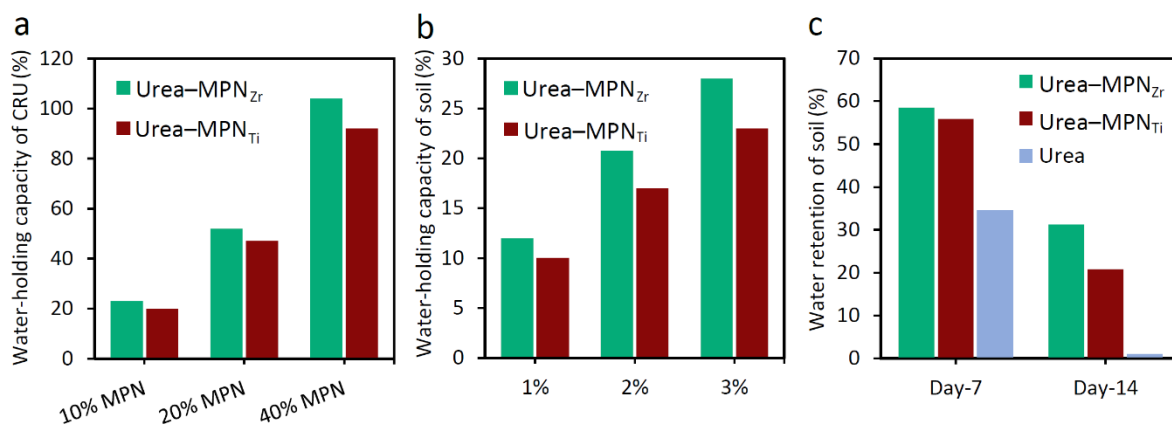 a
Water-holding capacity of CRU (%)
120
100
80
60
40
20
0
Urea–MPNZr
Urea–MPNTi
10% MPN
20% MPN
40% MPN
b
Water-holding capacity of soil (%)
30
25
20
15
10
5
0
Urea–MPNZr
Urea–MPNTi
1%
2%
3%
c
Water retention of soil (%)
70
60
50
40
30
20
10
0
Urea–MPNZr
Urea–MPNTi
Urea
Day-7
Day-14